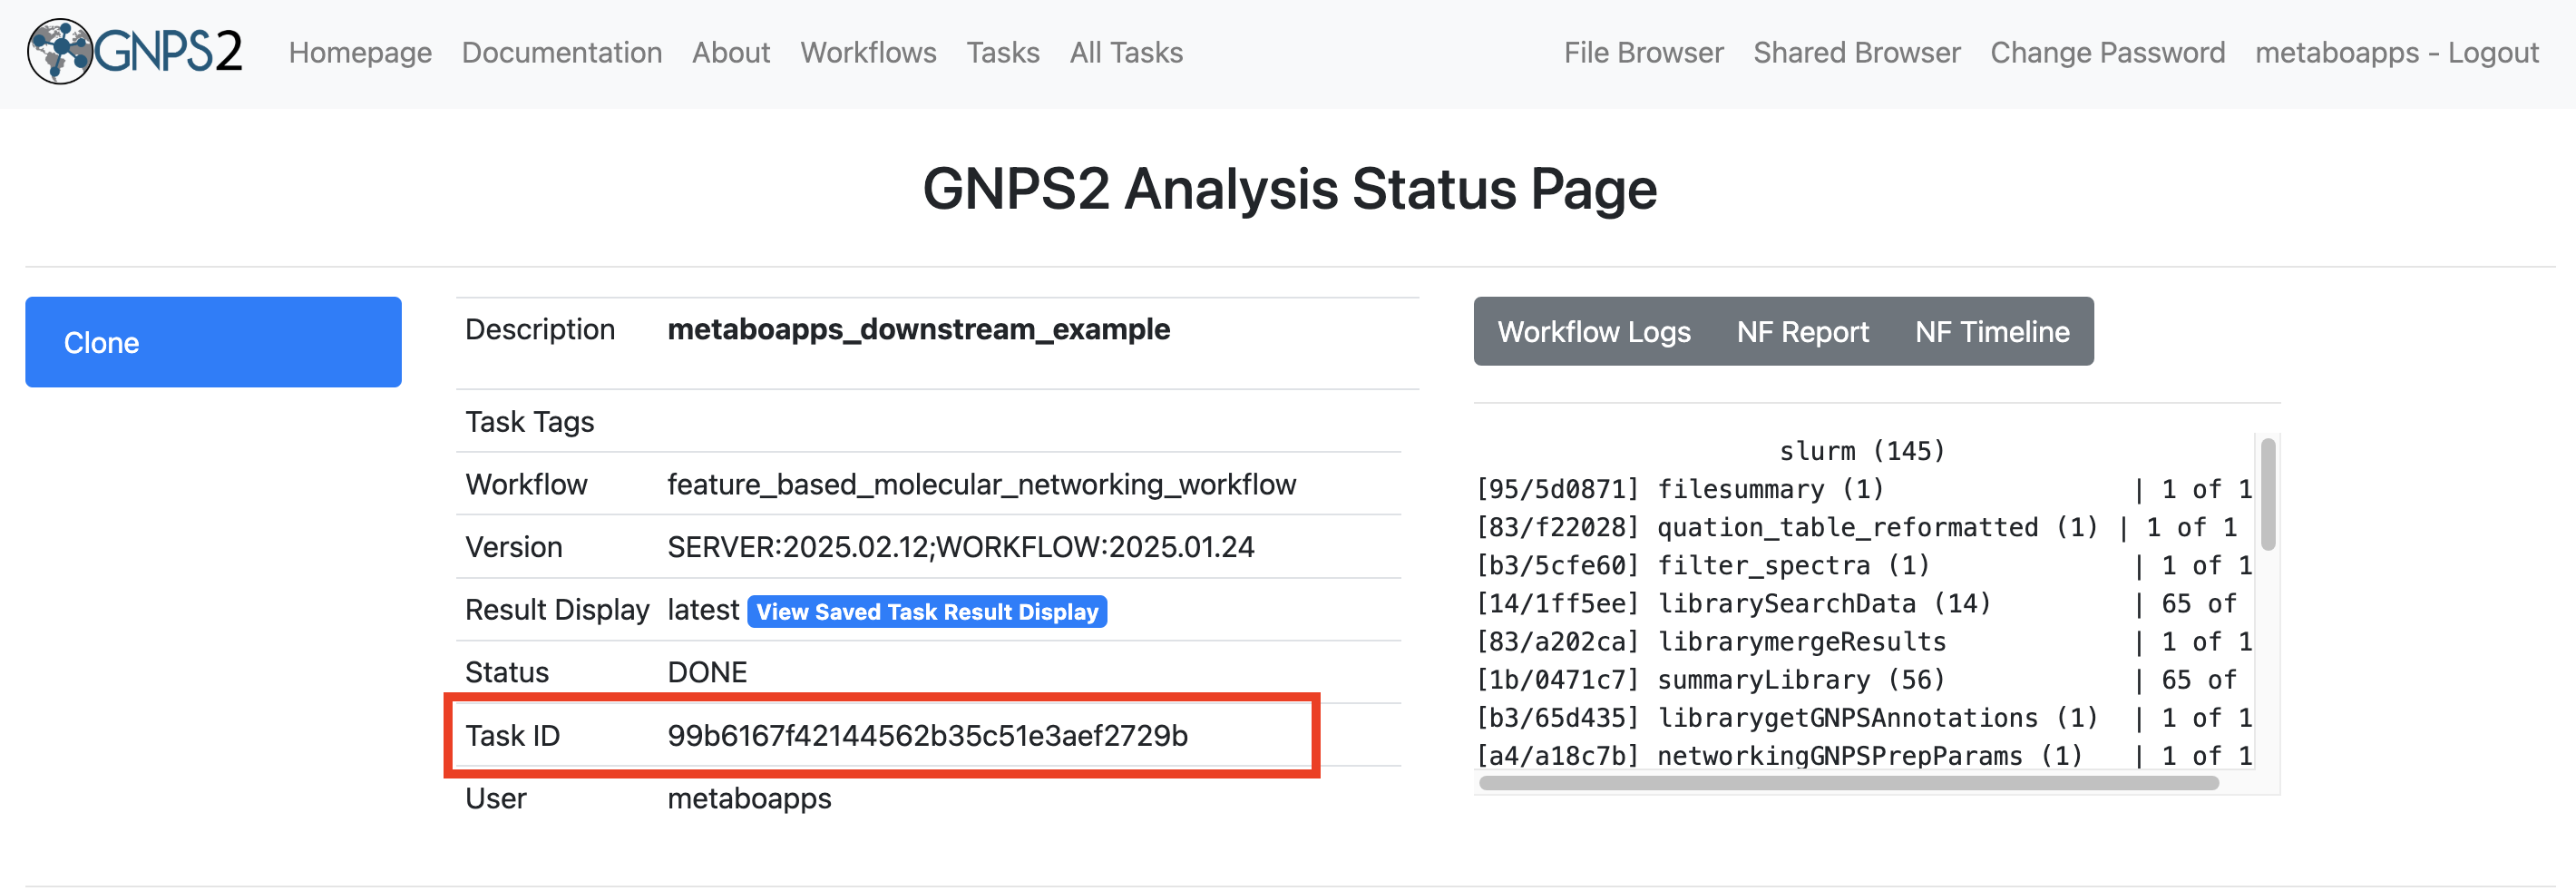 GNPS2 Homepage Documentation About Workflows Tasks All Tasks File Browser Shared Browser Change Password metaboapps - Logout
GNPS2 Analysis Status Page
Clone
Description metaboapps_downstream_example
Task Tags
Workflow feature_based_molecular_networking_workflow
Version SERVER:2025.02.12;WORKFLOW:2025.01.24
Result Display latest View Saved Task Result Display
Status DONE
Task ID 99b6167f42144562b35c51e3aef2729b
User metaboapps
Workflow Logs NF Report NF Timeline
slurm (145)
[95/5d0871] filesummary (1) | 1 of 1
[83/f22028] quation_table_reformatted (1) | 1 of 1
[b3/5cfe60] filter_spectra (1) | 1 of 1
[14/1ff5ee] librarySearchData (14) | 65 of
[83/a202ca] librarymergeResults | 1 of 1
[1b/0471c7] summaryLibrary (56) | 65 of
[b3/65d435] librarygetGNPSAnnotations (1) | 1 of 1
[a4/a18c7b] networkingGNPSPrepParams (1) | 1 of 1